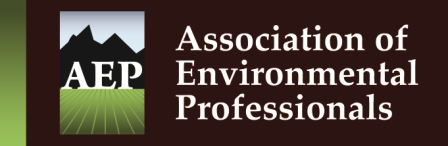 AEP
Association of
Environmental
Professionals